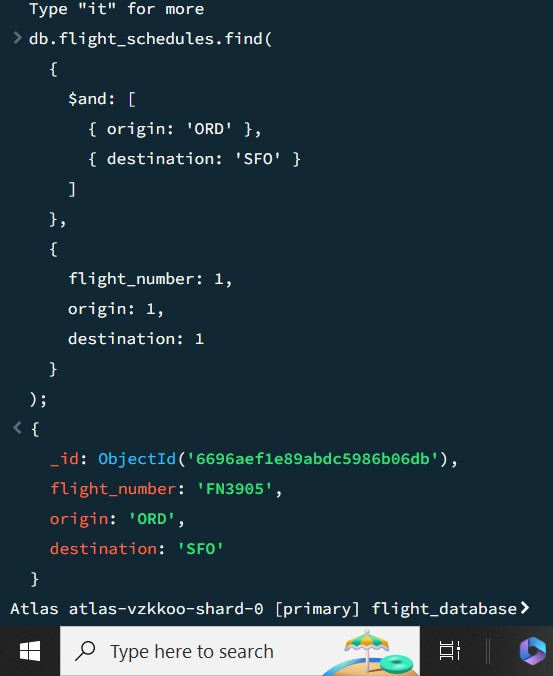 Type "it" for more
> db.flight_schedules.find(
{
$and: [
{ origin: 'ORD' },
{ destination: 'SFO' }
]
},
{
flight_number: 1,
origin: 1,
destination: 1
}
);
< {
_id: ObjectId('6696aef1e89abdc5986b06db'),
flight_number: 'FN3905',
origin: 'ORD',
destination: 'SFO'
}
Atlas atlas-vzkkoo-shard-0 [primary] flight_database>
Type here to search